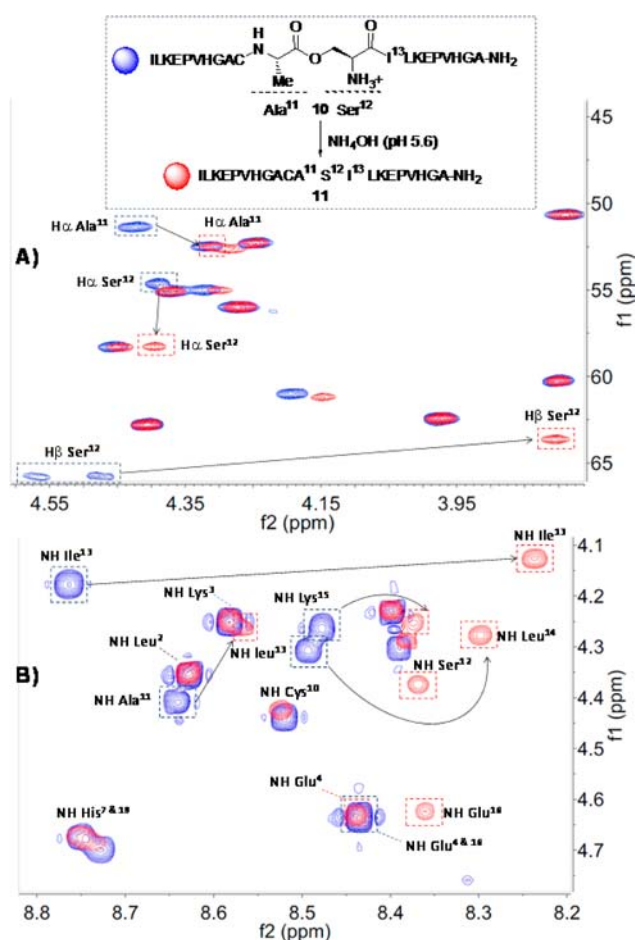 O
O
H
ILKEPVHGAC
N
O
I¹³LKEPVHGA-NH₂
Me
NH₃⁺
Ala¹¹ 10 Ser¹²
NH₄OH (pH 5.6)
ILKEPVHGACA¹¹ S¹² I¹³ LKEPVHGA-NH₂
11
A)
Hα Ala¹¹
Hα Ala¹¹
Hα Ser¹²
Hα Ser¹²
Hβ Ser¹²
Hβ Ser¹²
45
50
55
60
65
f1 (ppm)
4.55 4.35 4.15 3.95
f2 (ppm)
B)
NH Ile¹³
NH Ile¹³
NH Lys³
NH Lys¹⁵
NH Leu²
NH leu¹³
NH Leu¹⁴
NH Ala¹¹
NH Cys¹⁰
NH Ser¹²
NH Glu⁴
NH Glu¹⁶
NH His⁷ & ¹⁹
NH Glu⁴ & ¹⁶
4.1
4.2
4.3
4.4
4.5
4.6
4.7
f1 (ppm)
8.8 8.7 8.6 8.5 8.4 8.3 8.2
f2 (ppm)